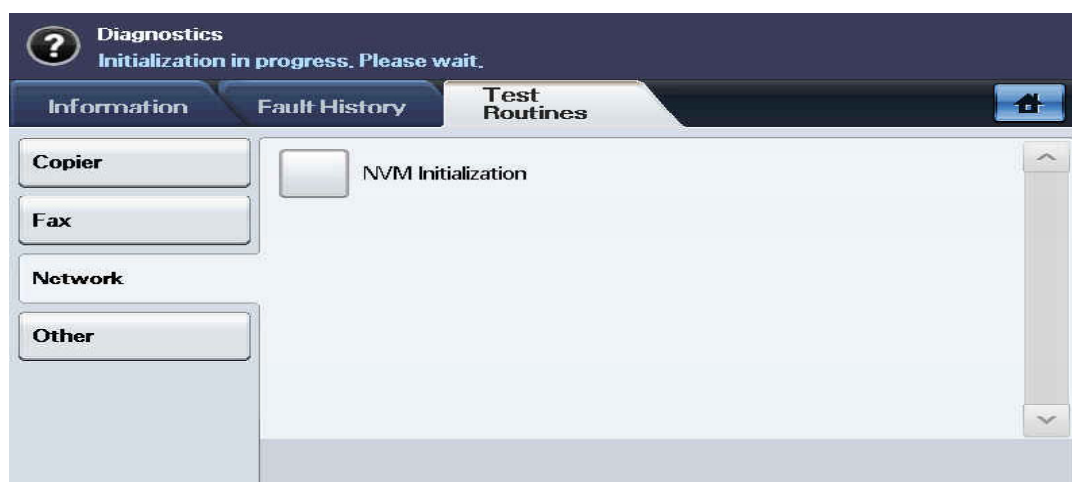 ?
Diagnostics
Initialization in progress. Please wait.
Information
Fault History
Test
Routines
Copier
NVM Initialization
Fax
Network
Other